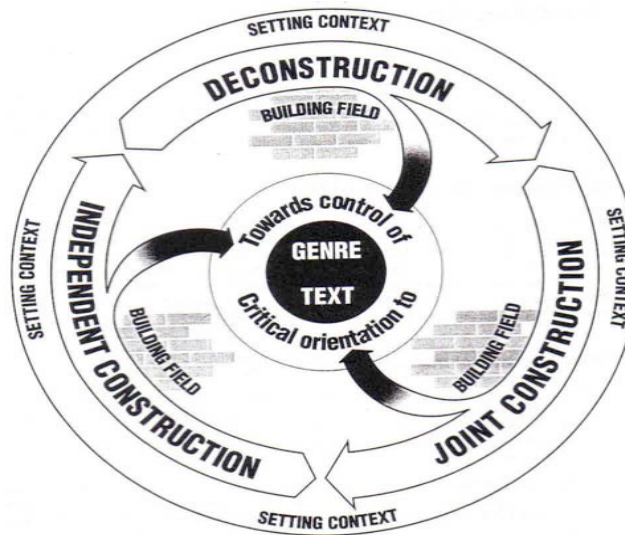 SETTING CONTEXT
DECONSTRUCTION
BUILDING FIELD
SETTING CONTEXT
INDEPENDENT CONSTRUCTION
BUILDING FIELD
Towards control of
GENRE
TEXT
Critical orientation to
BUILDING FIELD
JOINT CONSTRUCTION
SETTING CONTEXT
SETTING CONTEXT